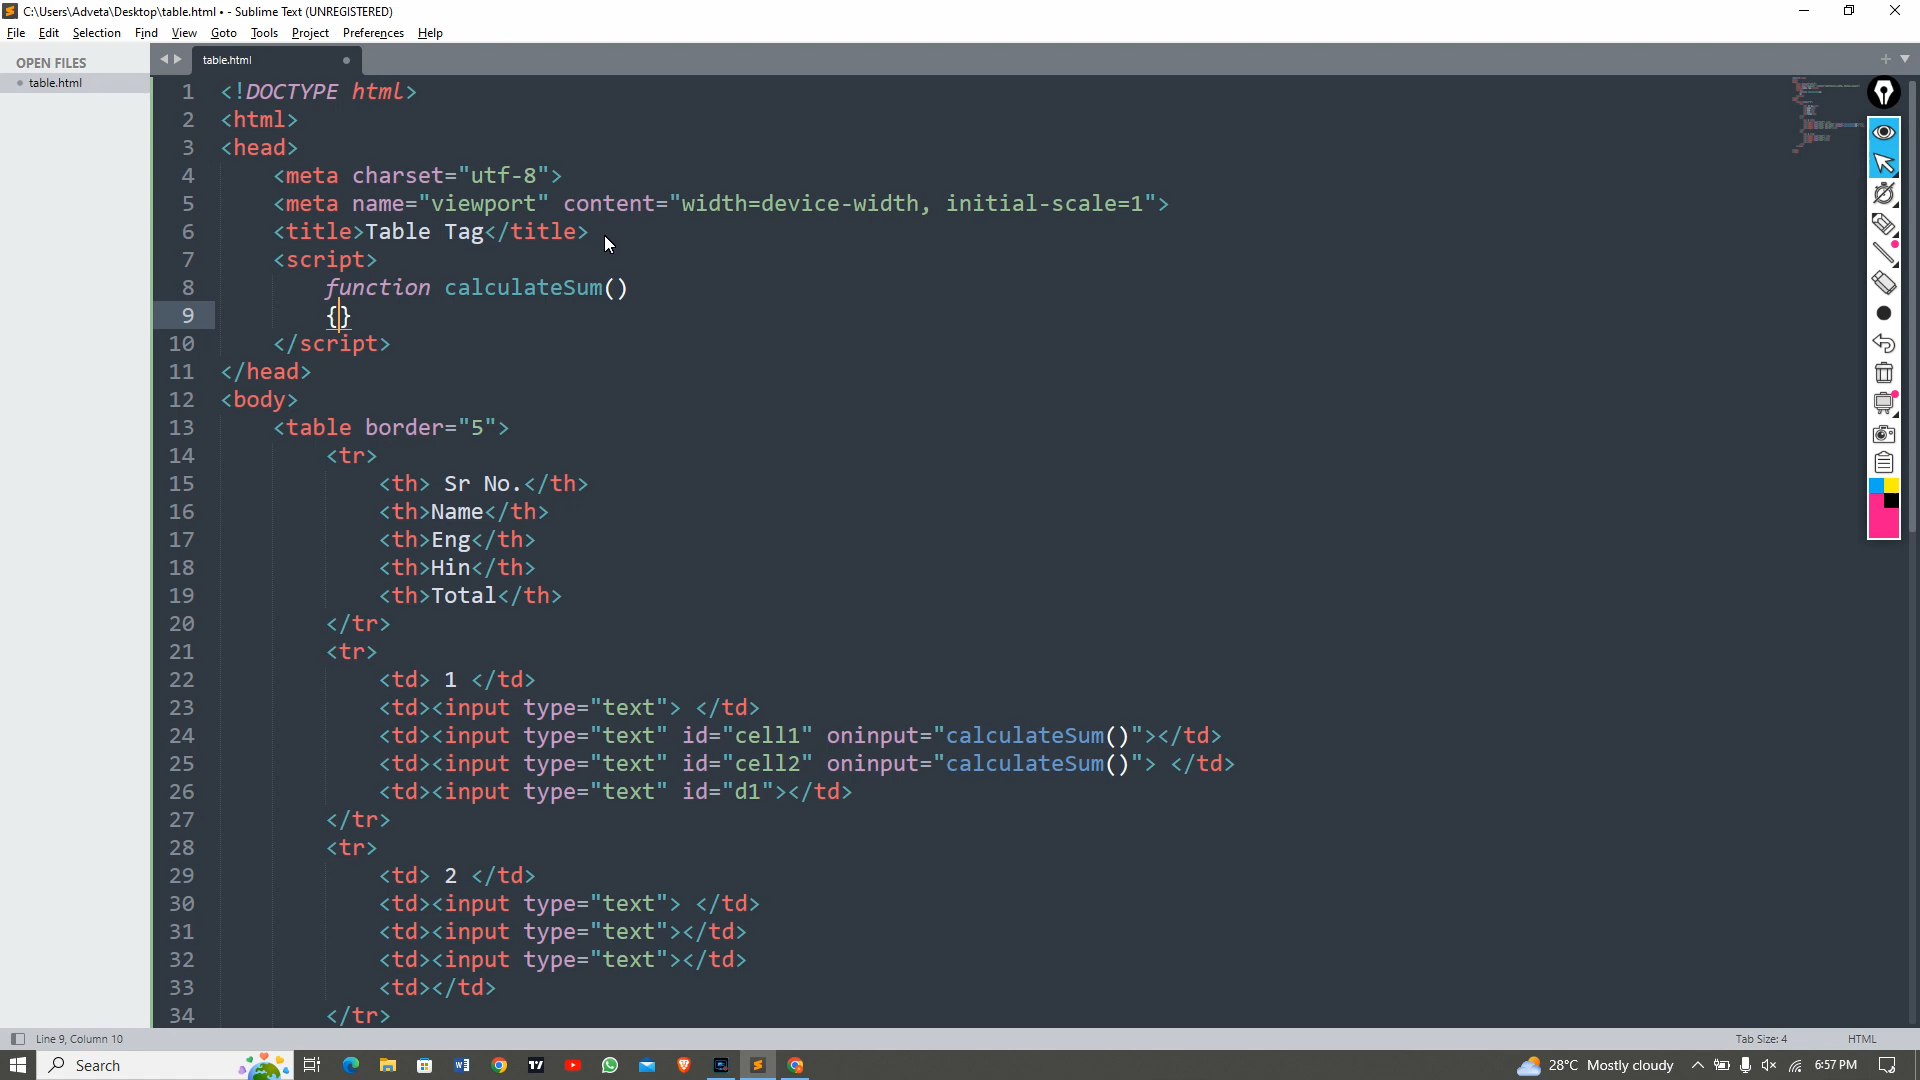 C:\Users\Adveta\Desktop\table.html • - Sublime Text (UNREGISTERED)
File Edit Selection Find View Goto Tools Project Preferences Help
OPEN FILES
table.html
table.html
1 <!DOCTYPE html>
2 <html>
3 <head>
4 <meta charset="utf-8">
5 <meta name="viewport" content="width=device-width, initial-scale=1">
6 <title>Table Tag</title>
7 <script>
8 function calculateSum()
9 {}
10 </script>
11 </head>
12 <body>
13 <table border="5">
14 <tr>
15 <th> Sr No.</th>
16 <th>Name</th>
17 <th>Eng</th>
18 <th>Hin</th>
19 <th>Total</th>
20 </tr>
21 <tr>
22 <td> 1 </td>
23 <td><input type="text"> </td>
24 <td><input type="text" id="cell1" oninput="calculateSum()"></td>
25 <td><input type="text" id="cell2" oninput="calculateSum()"> </td>
26 <td><input type="text" id="d1"></td>
27 </tr>
28 <tr>
29 <td> 2 </td>
30 <td><input type="text"> </td>
31 <td><input type="text"></td>
32 <td><input type="text"></td>
33 <td></td>
34 </tr>
Line 9, Column 10
Tab Size: 4
HTML
Search
28°C Mostly cloudy
6:57 PM